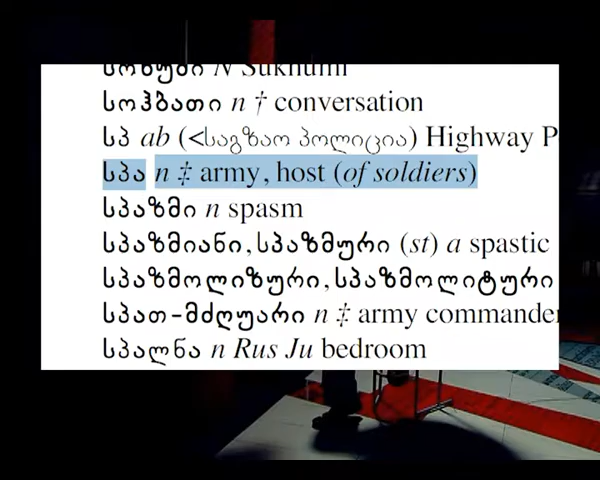 სოხუმი N Sukhumi
სოჰბათი n † conversation
სპ ab (<საგზაო პოლიცია) Highway P
სპა n ‡ army, host (of soldiers)
სპაზმი n spasm
სპაზმიანი, სპაზმური (st) a spastic
სპაზმოლიზური, სპაზმოლიტური
სპათ-მძღუარი n ‡ army commander
სპალნა n Rus Ju bedroom